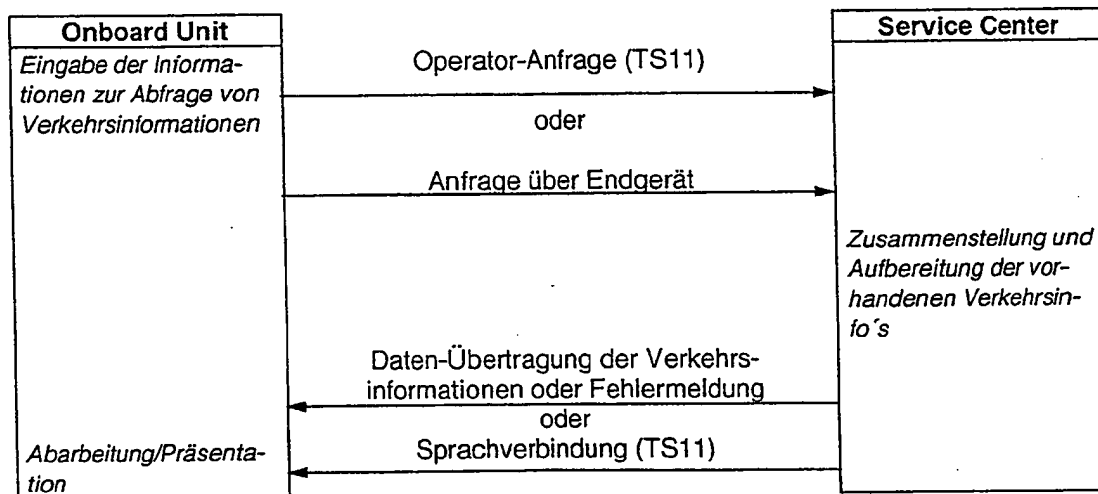 Onboard Unit
Service Center
Eingabe der Informa-
tionen zur Abfrage von
Verkehrsinformationen
Operator-Anfrage (TS11)
oder
Anfrage über Endgerät
Zusammenstellung und
Aufbereitung der vor-
handenen Verkehrsin-
fo´s
Daten-Übertragung der Verkehrs-
informationen oder Fehlermeldung
oder
Sprachverbindung (TS11)
Abarbeitung/Präsenta-
tion